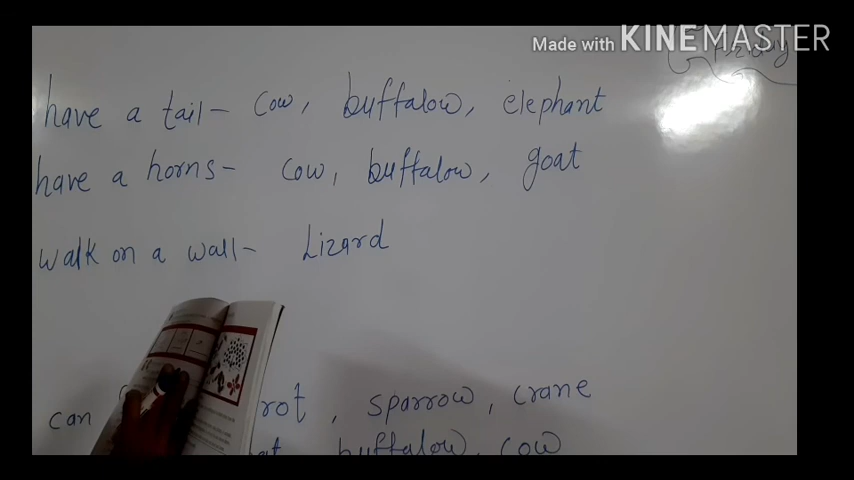 Made with KINEMASTER
have a tail - cow, buffalow, elephant
have a horns - cow, buffalow, goat
walk on a wall - Lizard
can rot, sparrow, crane
buffalow, cow